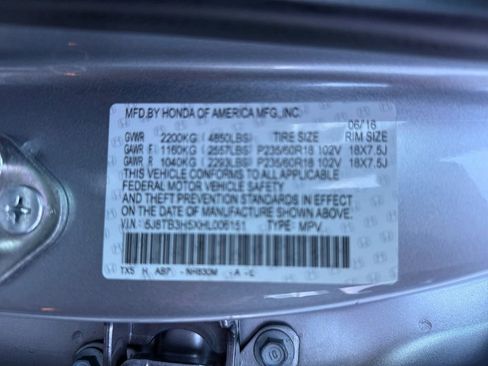 MFD.BY HONDA OF AMERICA MFG.,INC. 06/16
GVWR 2200KG (4850LBS) TIRE SIZE RIM SIZE
GAWR F 1160KG (2557LBS) P235/60R18 102V 18X7.5J
GAWR R 1040KG (2293LBS) P235/60R18 102V 18X7.5J
THIS VEHICLE CONFORMS TO ALL APPLICABLE
FEDERAL MOTOR VEHICLE SAFETY
AND THEFT PREVENTION STANDARDS IN EFFECT
ON THE DATE OF MANUFACTURE SHOWN ABOVE.
V.I.N.: 5J8TB3H5XHL006151 TYPE: MPV